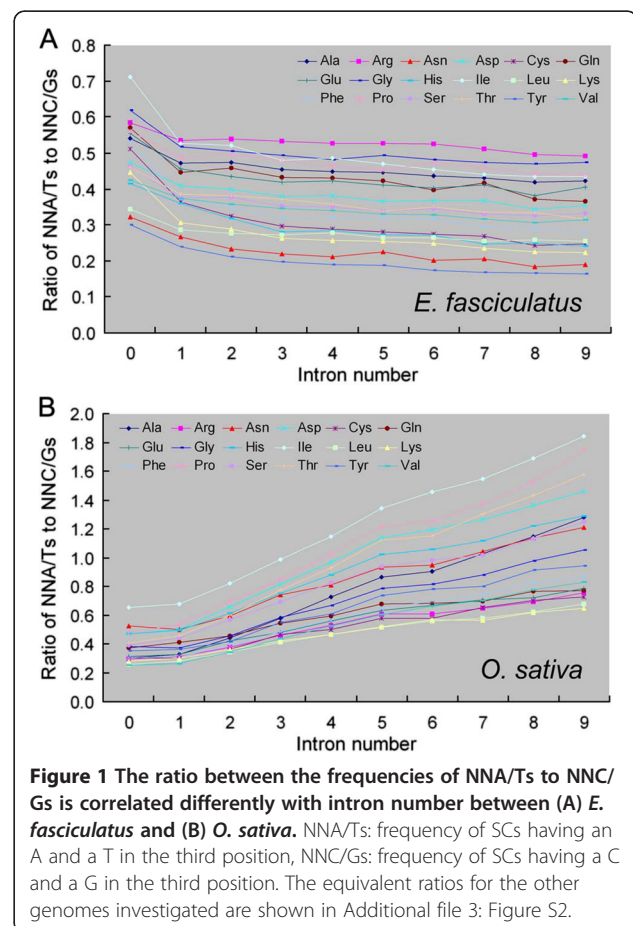 A
0.8
0.7
0.6
0.5
0.4
0.3
0.2
0.1
0.0
Ratio of NNA/Ts to NNC/Gs
Ala Arg Asn Asp Cys Gln
Glu Gly His Ile Leu Lys
Phe Pro Ser Thr Tyr Val
E. fasciculatus
0 1 2 3 4 5 6 7 8 9
Intron number
B
2.0
1.8
1.6
1.4
1.2
1.0
0.8
0.6
0.4
0.2
0.0
Ratio of NNA/Ts to NNC/Gs
Ala Arg Asn Asp Cys Gln
Glu Gly His Ile Leu Lys
Phe Pro Ser Thr Tyr Val
O. sativa
0 1 2 3 4 5 6 7 8 9
Intron number
Figure 1 The ratio between the frequencies of NNA/Ts to NNC/
Gs is correlated differently with intron number between (A) E.
fasciculatus and (B) O. sativa. NNA/Ts: frequency of SCs having an
A and a T in the third position, NNC/Gs: frequency of SCs having a C
and a G in the third position. The equivalent ratios for the other
genomes investigated are shown in Additional file 3: Figure S2.